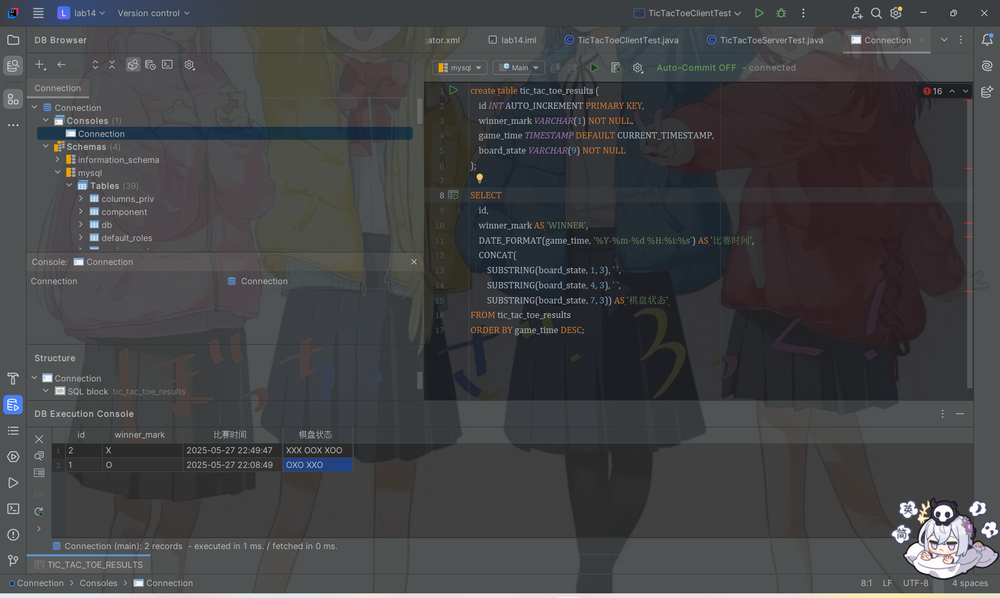 L lab14 Version control TicTacToeClientTest
DB Browser
gator.xml lab14.iml TicTacToeClientTest.java TicTacToeServerTest.java Connection
mysql Main Auto-Commit OFF - connected
Connection
Connection
Consoles (1)
Connection
Schemas (4)
information_schema
mysql
Tables (39)
columns_priv
component
db
default_roles
Console: Connection
Connection Connection
Structure
Connection
SQL block tic_tac_toe_results
16
1 create table tic_tac_toe_results (
2 id INT AUTO_INCREMENT PRIMARY KEY,
3 winner_mark VARCHAR(1) NOT NULL,
4 game_time TIMESTAMP DEFAULT CURRENT_TIMESTAMP,
5 board_state VARCHAR(9) NOT NULL
6 );
7
8 SELECT
9 id,
10 winner_mark AS 'WINNER',
11 DATE_FORMAT(game_time, '%Y-%m-%d %H:%i:%s') AS '比赛时间',
12 CONCAT(
13 SUBSTRING(board_state, 1, 3), ' ',
14 SUBSTRING(board_state, 4, 3), ' ',
15 SUBSTRING(board_state, 7, 3)) AS '棋盘状态'
16 FROM tic_tac_toe_results
17 ORDER BY game_time DESC;
ぼっち・ざ・ろっく!
DB Execution Console
id winner_mark 比赛时间 棋盘状态
1 2 X 2025-05-27 22:49:47 XXX OOX XOO
2 1 O 2025-05-27 22:08:49 OXO XXO
Connection (main): 2 records - executed in 1 ms. / fetched in 0 ms.
TIC_TAC_TOE_RESULTS
英
简
Connection > Consoles > Connection
8:1 LF UTF-8 4 spaces